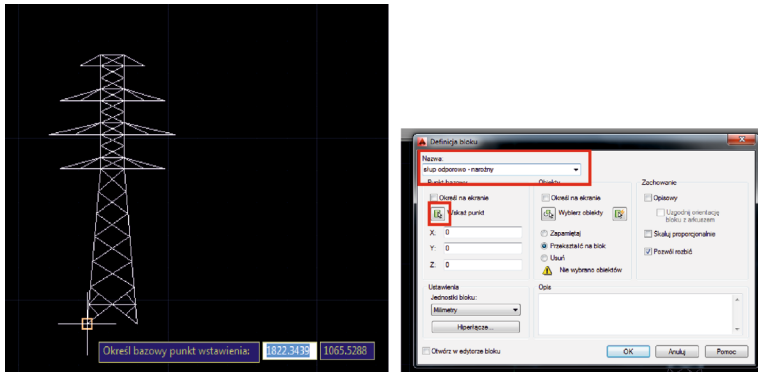 Określ bazowy punkt wstawienia: 1822.3439 1065.5288
Definicja bloku
Nazwa:
słup odporowo - narożny
Punkt bazowy
Określ na ekranie
Wskaż punkt
X: 0
Y: 0
Z: 0
Obiekty
Określ na ekranie
Wybierz obiekty
Zapamiętaj
Przekształć na blok
Usuń
Nie wybrano obiektów
Zachowanie
Opisowy
Uzgodnij orientację
bloku z arkuszem
Skaluj proporcjonalnie
Pozwól rozbić
Ustawienia
Jednostki bloku:
Milimetry
Hiperłącze...
Opis
Otwórz w edytorze bloku
OK Anuluj Pomoc